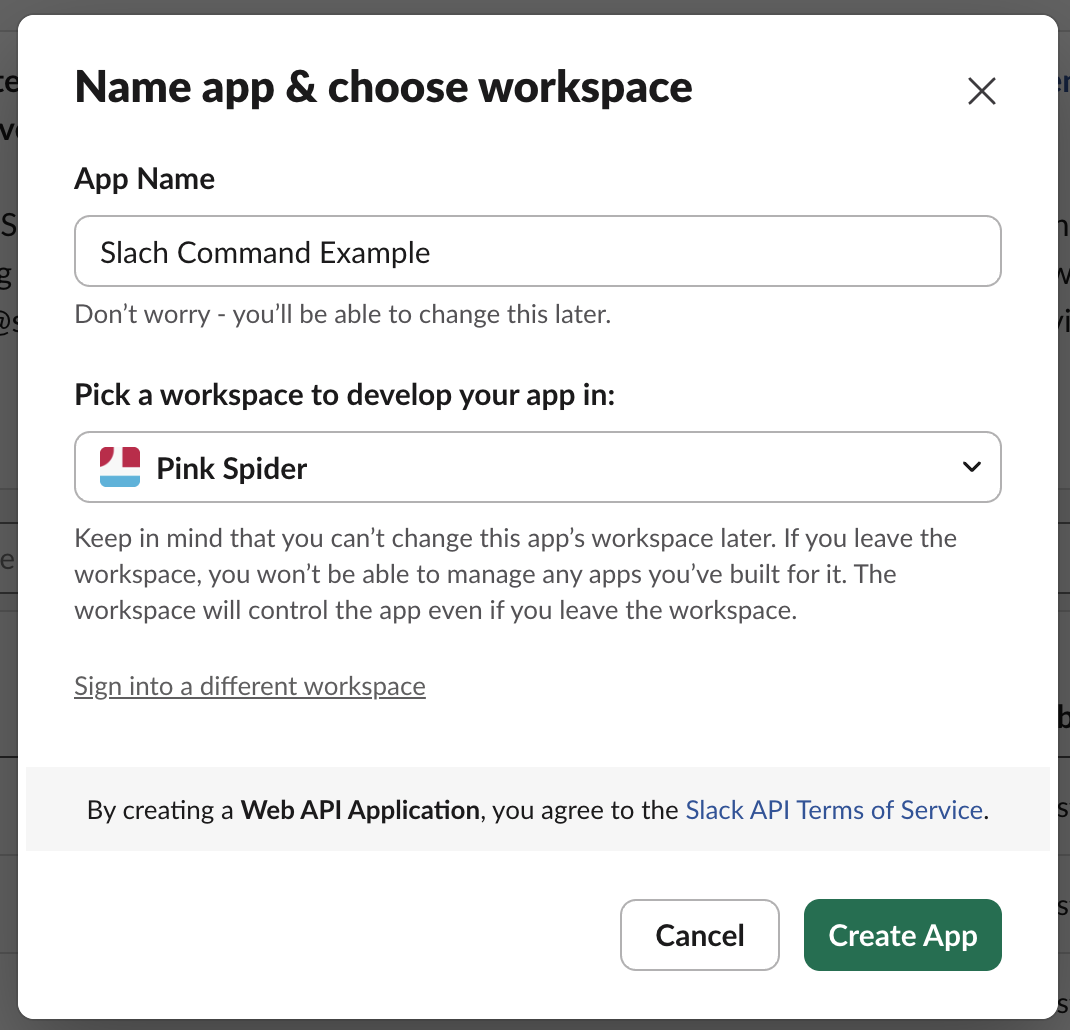 Name app & choose workspace
App Name
Slach Command Example
Don’t worry - you’ll be able to change this later.
Pick a workspace to develop your app in:
Pink Spider
Keep in mind that you can’t change this app’s workspace later. If you leave the
workspace, you won’t be able to manage any apps you’ve built for it. The
workspace will control the app even if you leave the workspace.
Sign into a different workspace
By creating a Web API Application, you agree to the Slack API Terms of Service.
Cancel
Create App